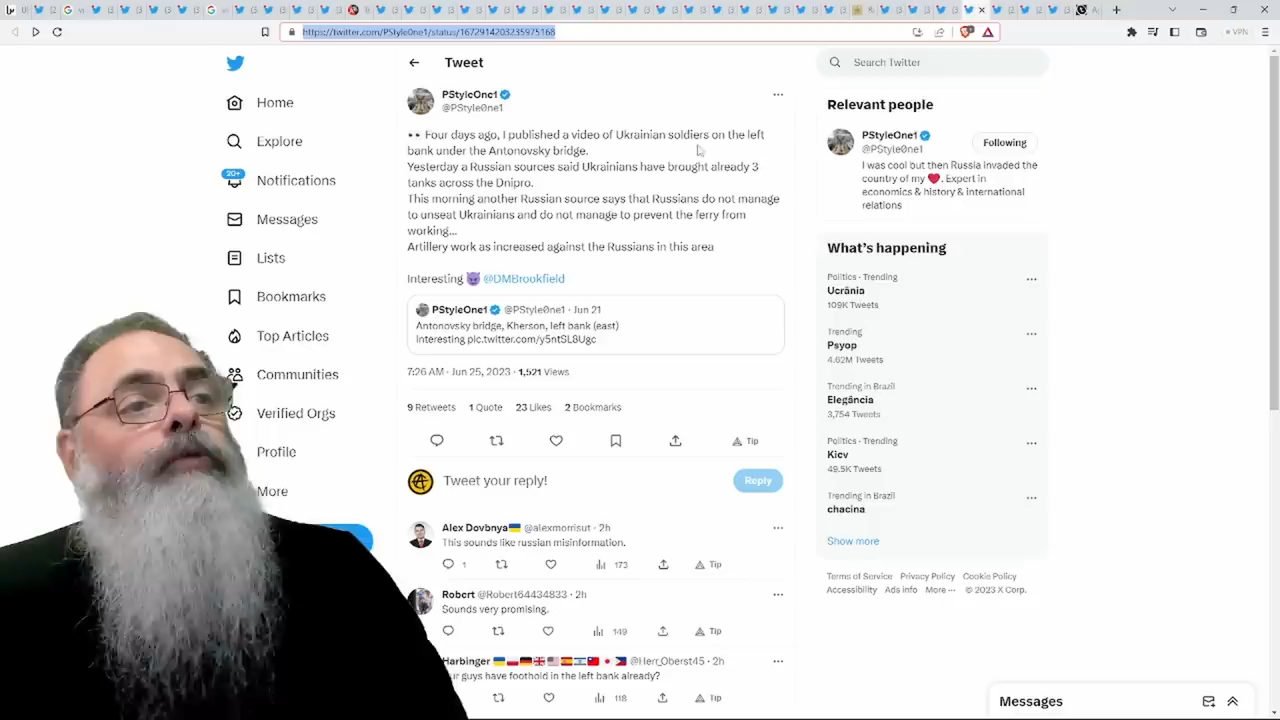 https://twitter.com/PStyle0ne1/status/1672914203235975168
VPN
Tweet
Search Twitter
Home
Explore
20+
Notifications
Messages
Lists
Bookmarks
Top Articles
Communities
Verified Orgs
Profile
More
PStyleOne1
@PStyle0ne1
•• Four days ago, I published a video of Ukrainian soldiers on the left
bank under the Antonovsky bridge.
Yesterday a Russian sources said Ukrainians have brought already 3
tanks across the Dnipro.
This morning another Russian source says that Russians do not manage
to unseat Ukrainians and do not manage to prevent the ferry from
working...
Artillery work as increased against the Russians in this area
Interesting 😈 @DMBrookfield
PStyleOne1 @PStyle0ne1 · Jun 21
Antonovsky bridge, Kherson, left bank (east)
Interesting pic.twitter.com/y5ntSL8Ugc
7:26 AM · Jun 25, 2023 · 1,521 Views
9 Retweets 1 Quote 23 Likes 2 Bookmarks
Tip
Tweet your reply!
Reply
Alex Dovbnya🇺🇦 @alexmorrisut · 2h
This sounds like russian misinformation.
1 173 Tip
Robert @Robert64434833 · 2h
Sounds very promising.
149 Tip
Harbinger 🇺🇦🇵🇱🇩🇪🇬🇧🇺🇸🇪🇸🇮🇱🇹🇼🇯🇵🇵🇭 @Herr_Oberst45 · 2h
guys have foothold in the left bank already?
118 Tip
Relevant people
PStyleOne1
@PStyle0ne1
Following
I was cool but then Russia invaded the
country of my ❤️. Expert in
economics & history & international
relations
What's happening
Politics · Trending
Ucrânia
109K Tweets
Trending
Psyop
4.62M Tweets
Trending in Brazil
Elegância
3,754 Tweets
Politics · Trending
Kiev
49.5K Tweets
Trending in Brazil
chacina
Show more
Terms of Service Privacy Policy Cookie Policy
Accessibility Ads info More ··· © 2023 X Corp.
Messages